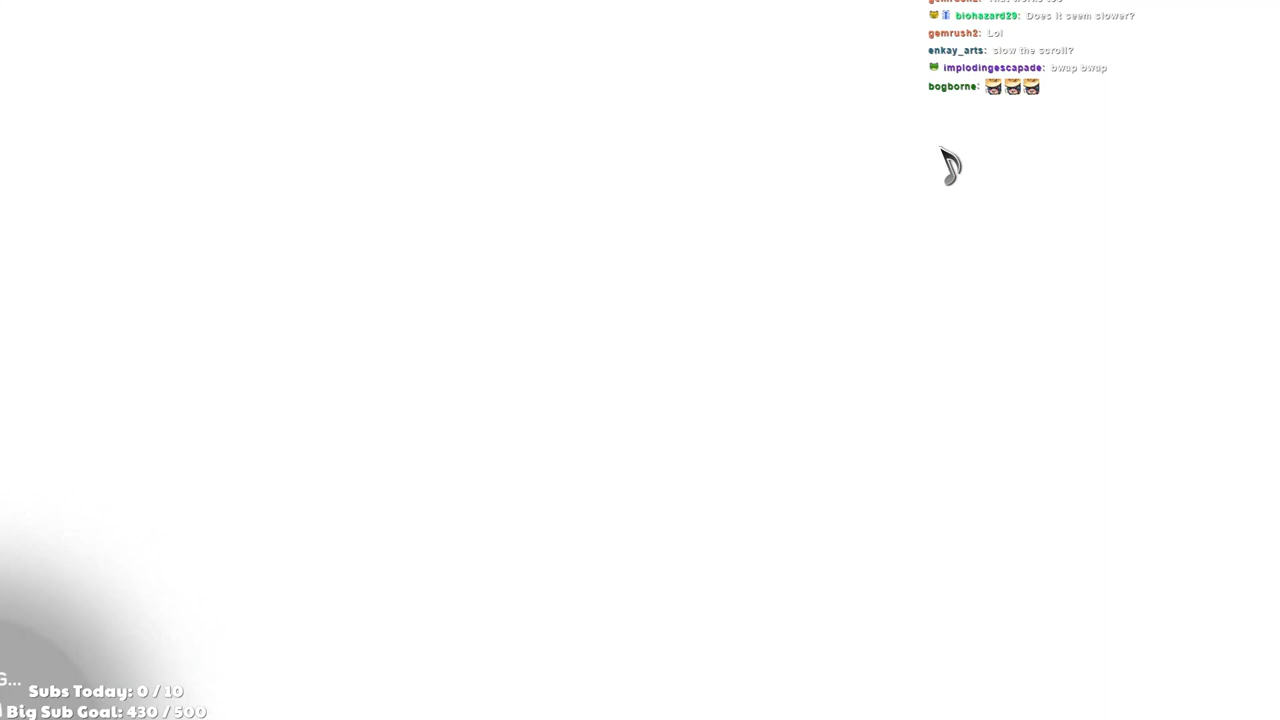 biohazard29: Does it seem slower?
gemrush2: Lol
enkay_arts: slow the scroll?
implodingescapade: bwap bwap
bogborne:
G...
Subs Today: 0 / 10
Big Sub Goal: 430 / 500